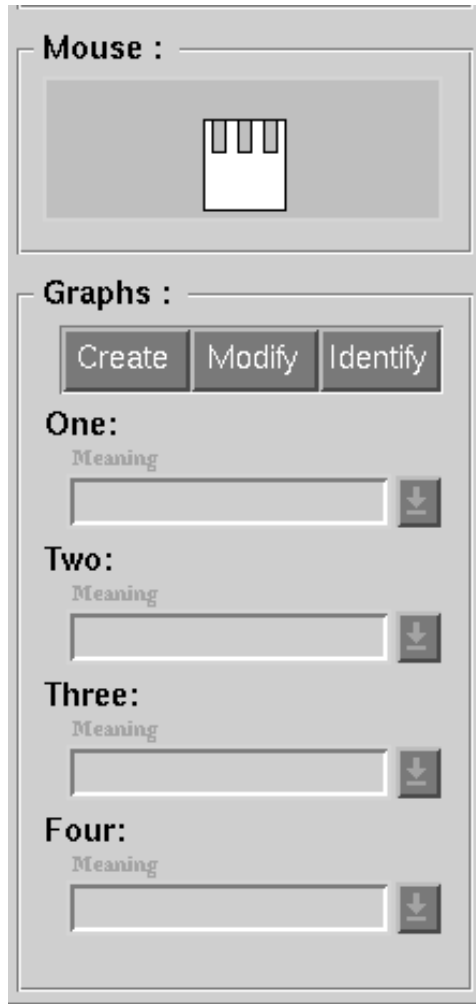 Mouse :
Graphs :
Create Modify Identify
One:
Meaning
Two:
Meaning
Three:
Meaning
Four:
Meaning